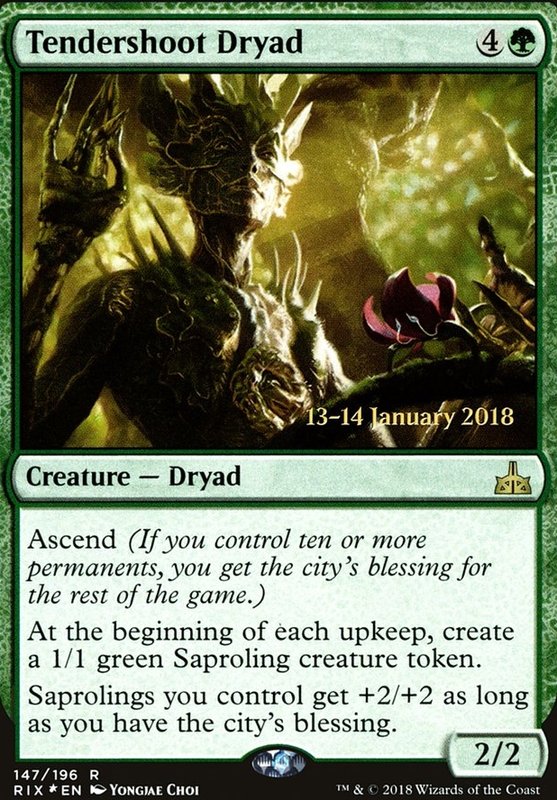 Tendershoot Dryad 4
13–14 January 2018
Creature — Dryad
Ascend (If you control ten or more
permanents, you get the city's blessing for
the rest of the game.)
At the beginning of each upkeep, create
a 1/1 green Saproling creature token.
Saprolings you control get +2/+2 as long
as you have the city's blessing.
2/2
147/196 R
RIX★EN Yongjae Choi
™ & © 2018 Wizards of the Coast